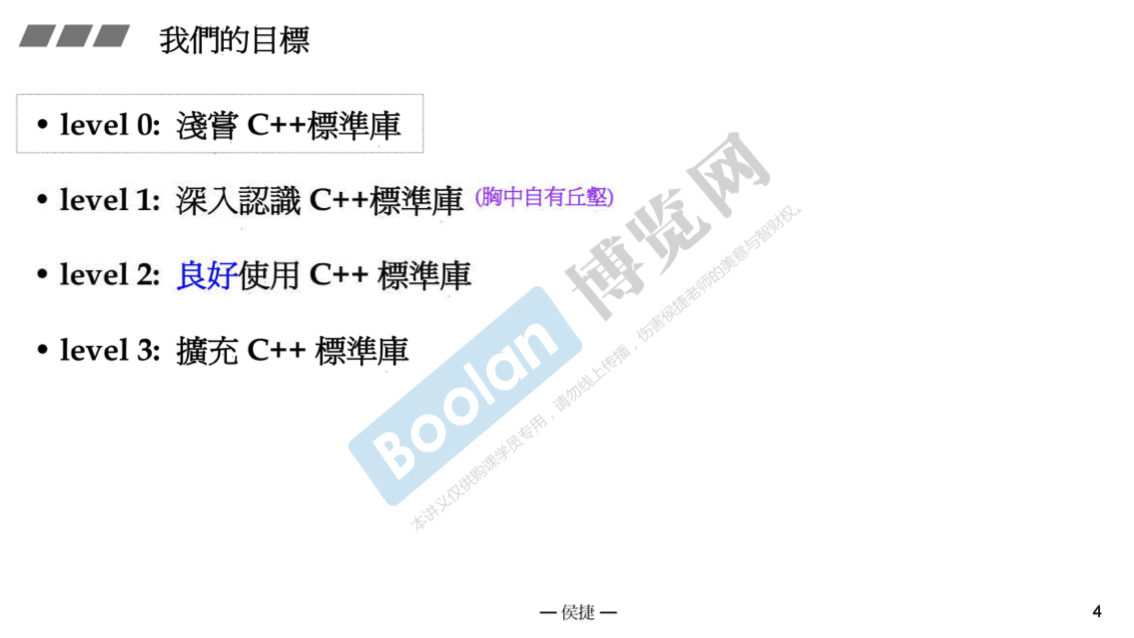 我們的目標
• level 0: 淺嘗 C++標準庫
• level 1: 深入認識 C++標準庫 (胸中自有丘壑)
• level 2: 良好使用 C++ 標準庫
• level 3: 擴充 C++ 標準庫
Boolan 博览网
本讲义仅供购课学员专用，请勿线上传播，伤害侯捷老师的美意与智财权。
— 侯捷 —
4